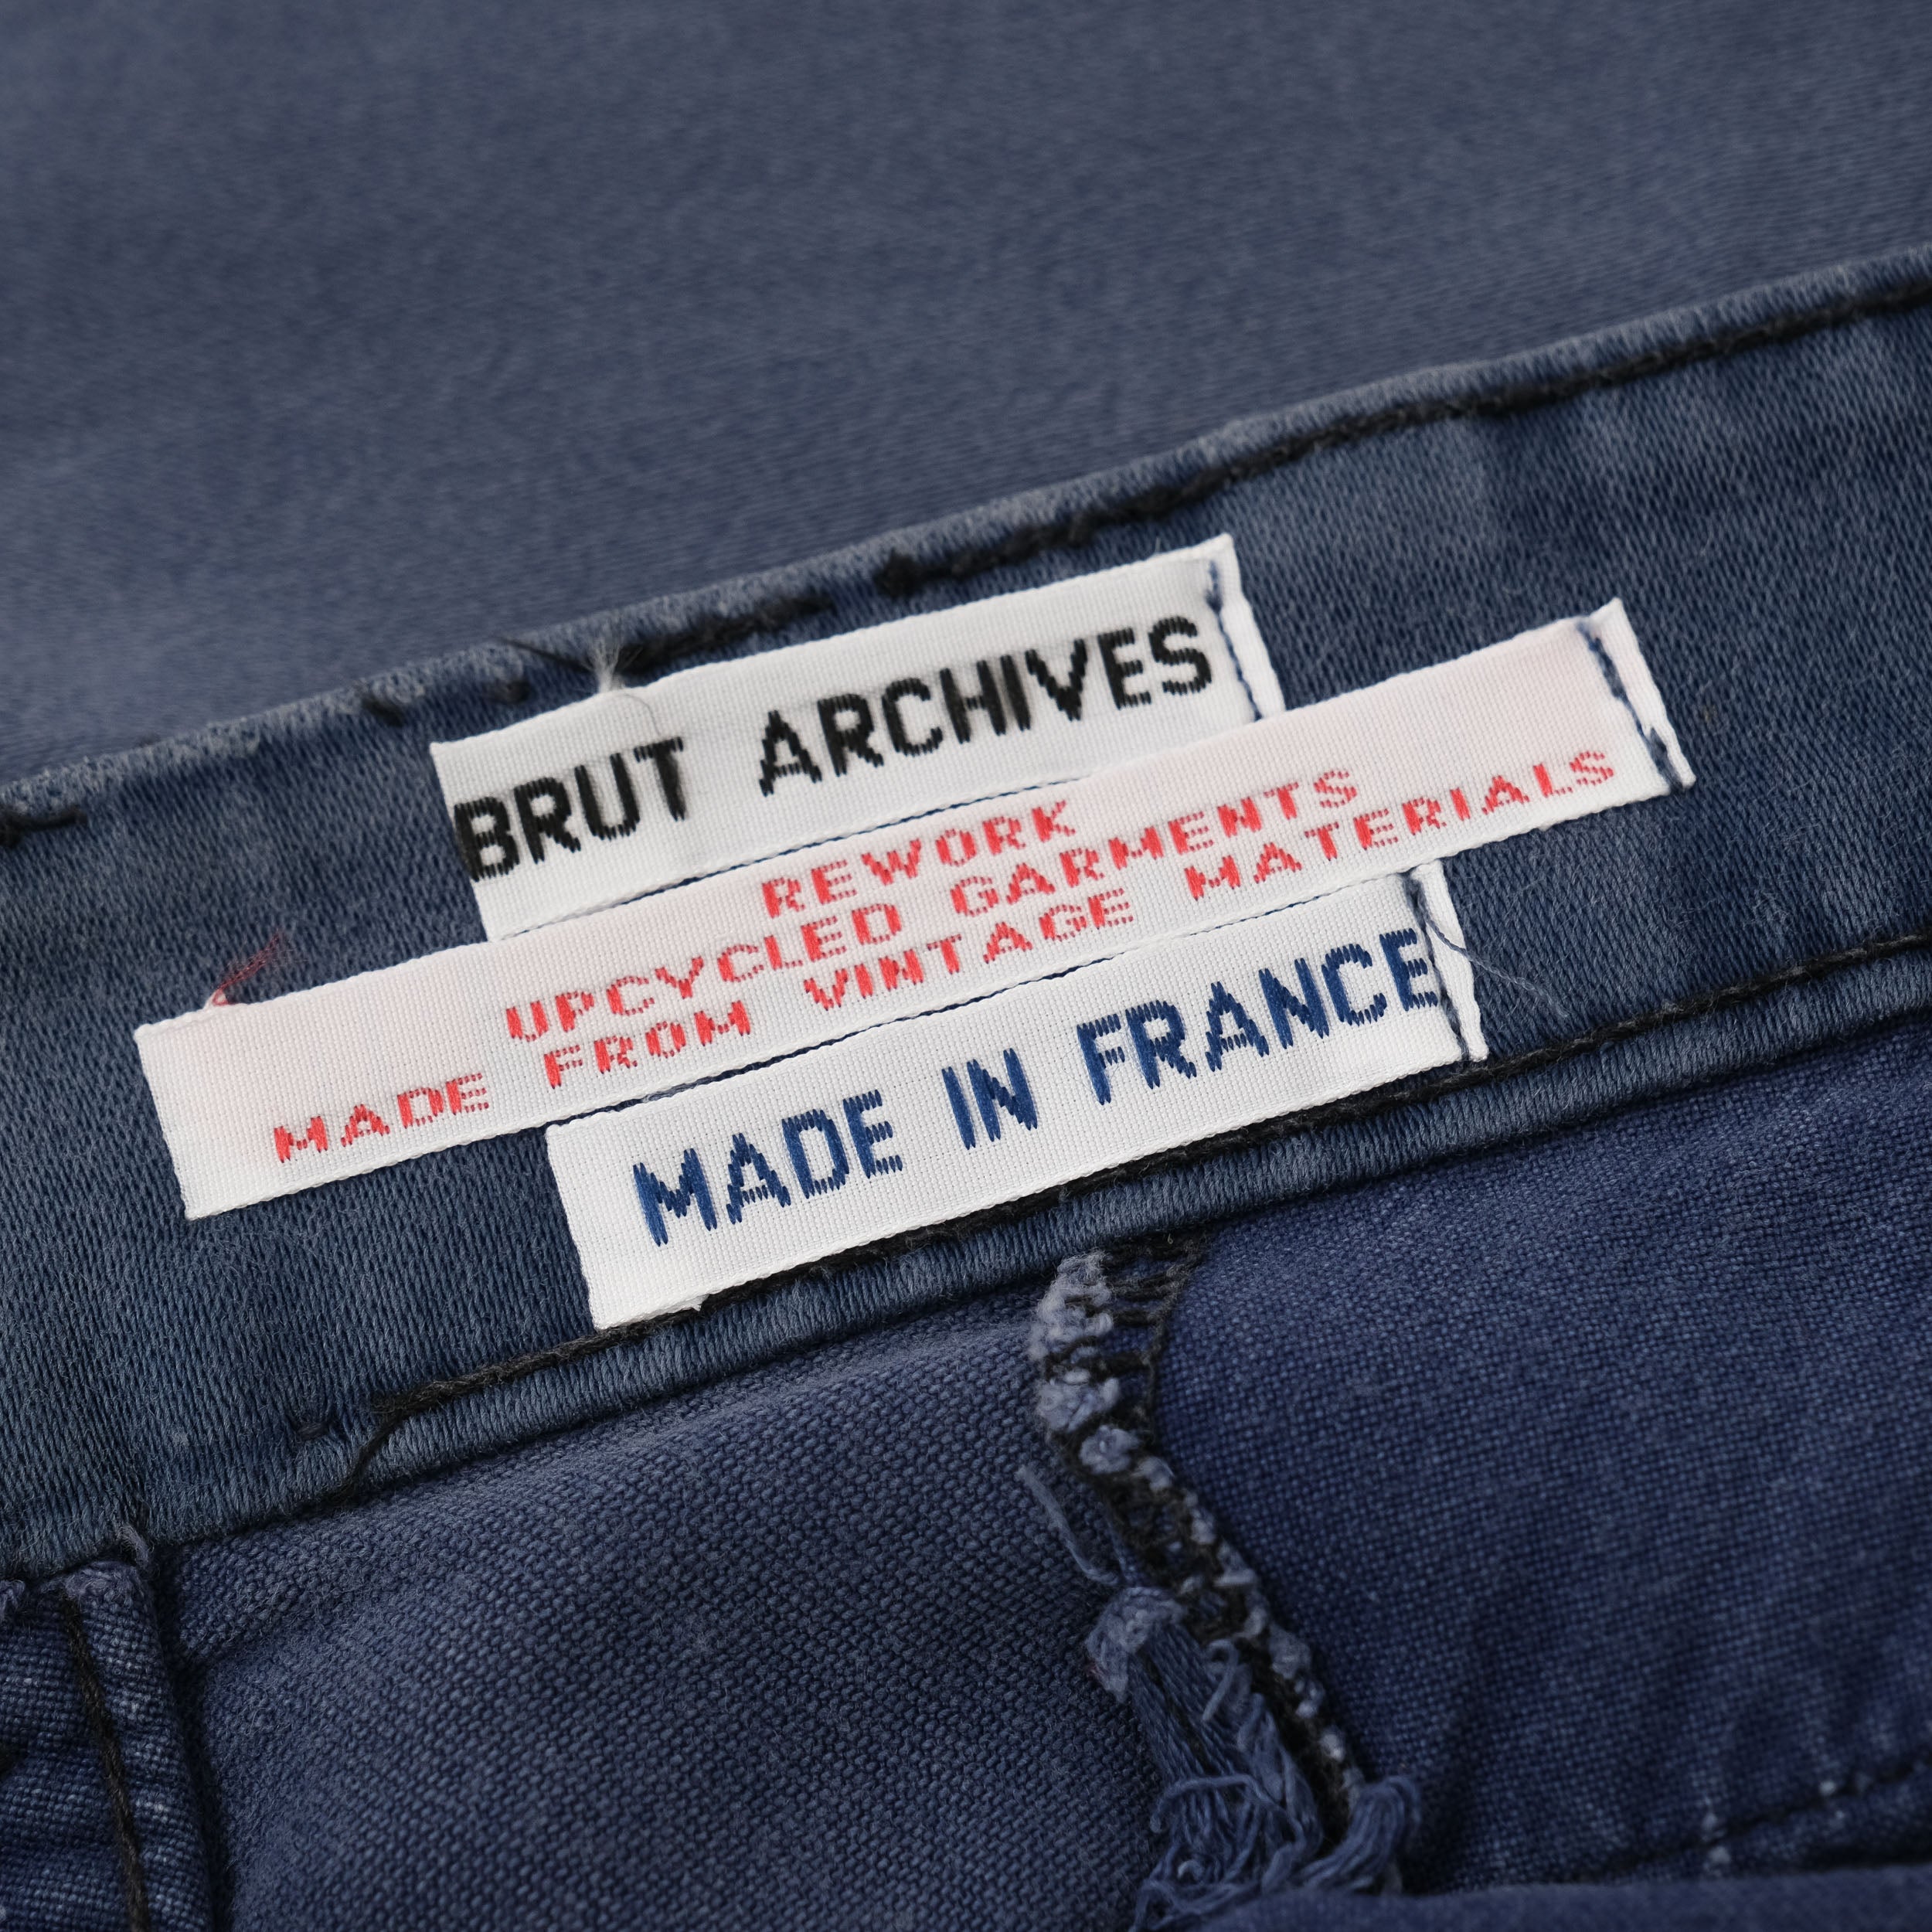 BRUT ARCHIVES
REWORK
UPCYCLED GARMENTS
MADE FROM VINTAGE MATERIALS
MADE IN FRANCE